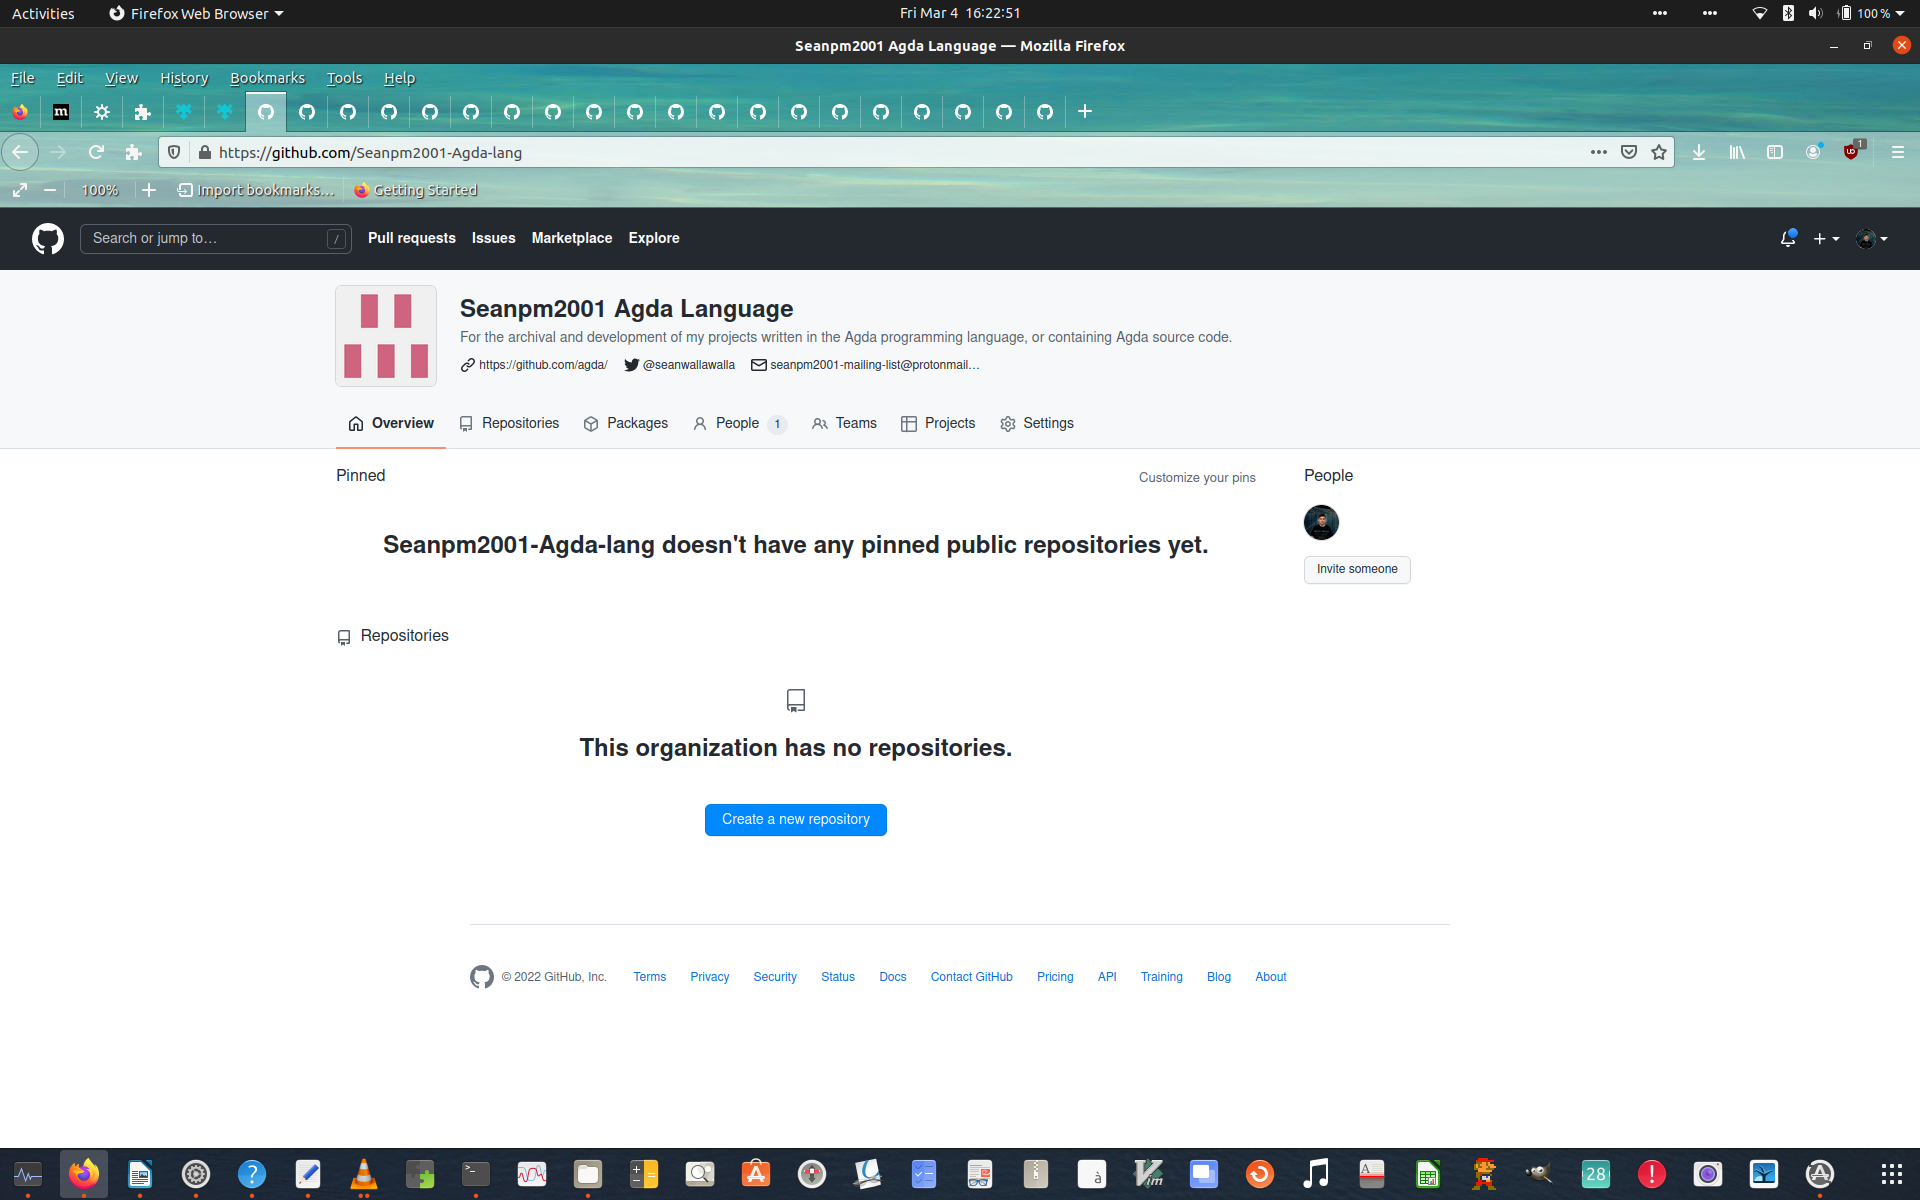 Activities Firefox Web Browser Fri Mar 4 16:22:51 100 %
Seanpm2001 Agda Language — Mozilla Firefox
File Edit View History Bookmarks Tools Help
m
https://github.com/Seanpm2001-Agda-lang 1
100% Import bookmarks… Getting Started
Search or jump to… / Pull requests Issues Marketplace Explore
Seanpm2001 Agda Language
For the archival and development of my projects written in the Agda programming language, or containing Agda source code.
https://github.com/agda/ @seanwallawalla seanpm2001-mailing-list@protonmail…
Overview Repositories Packages People 1 Teams Projects Settings
Pinned Customize your pins People
Seanpm2001-Agda-lang doesn't have any pinned public repositories yet.
Invite someone
Repositories
This organization has no repositories.
Create a new repository
© 2022 GitHub, Inc. Terms Privacy Security Status Docs Contact GitHub Pricing API Training Blog About
28